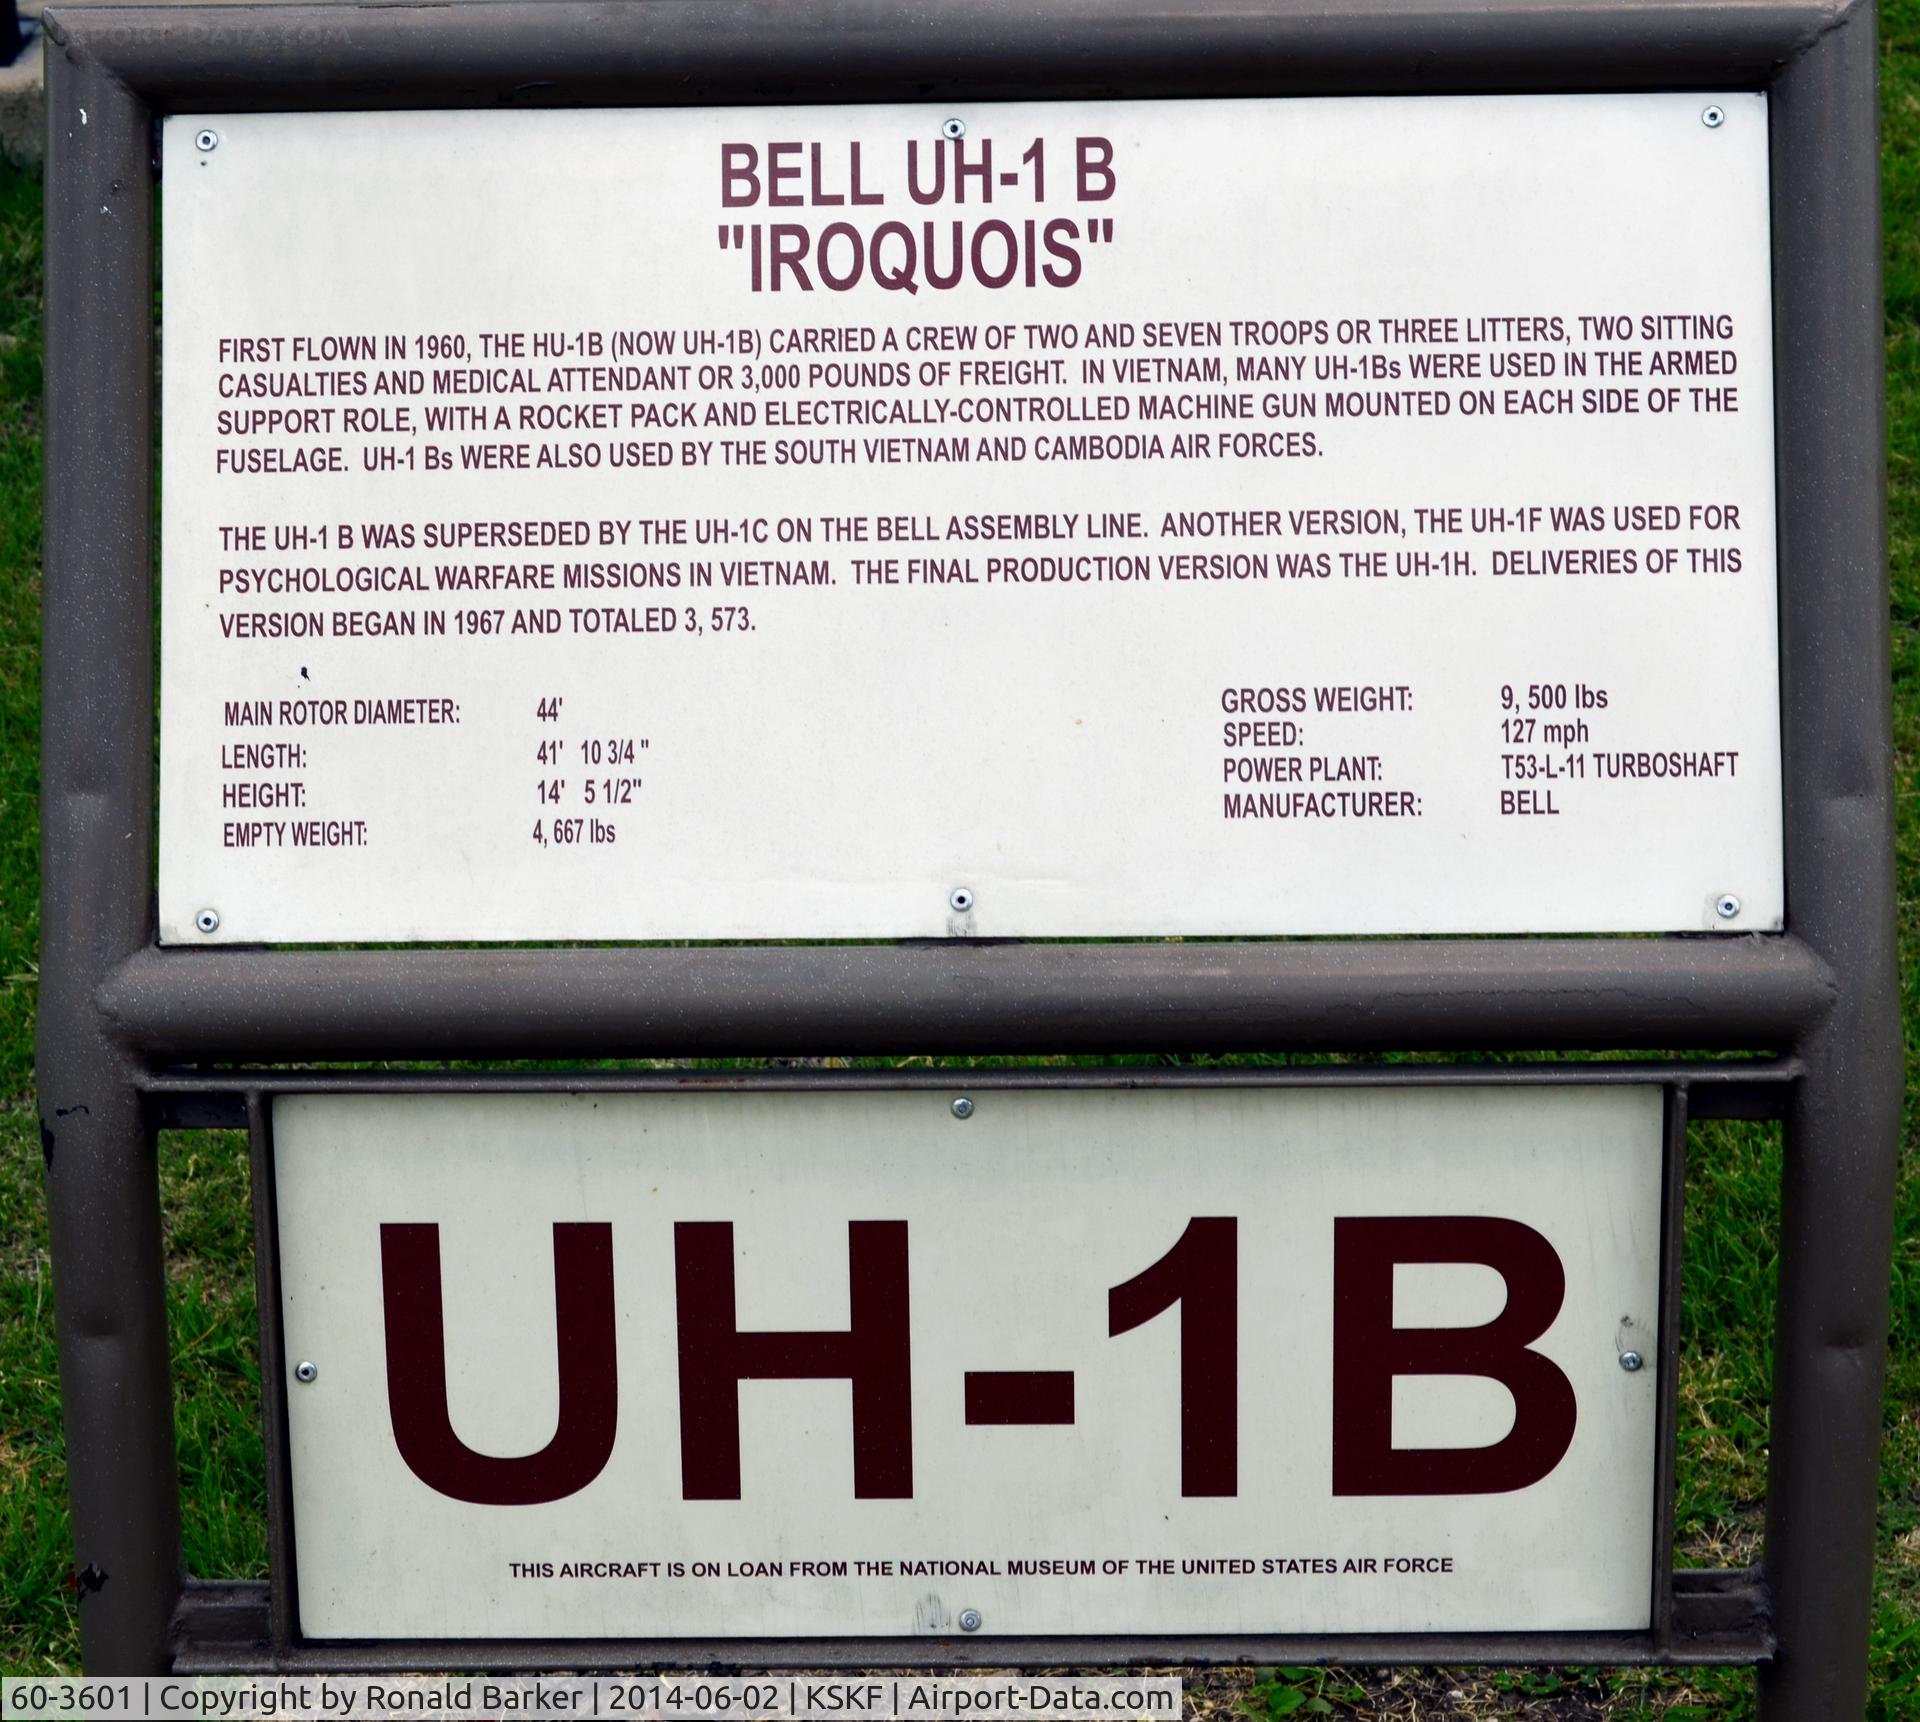 AIRPORT-DATA.COM
BELL UH-1 B
"IROQUOIS"
FIRST FLOWN IN 1960, THE HU-1B (NOW UH-1B) CARRIED A CREW OF TWO AND SEVEN TROOPS OR THREE LITTERS, TWO SITTING
CASUALTIES AND MEDICAL ATTENDANT OR 3,000 POUNDS OF FREIGHT. IN VIETNAM, MANY UH-1Bs WERE USED IN THE ARMED
SUPPORT ROLE, WITH A ROCKET PACK AND ELECTRICALLY-CONTROLLED MACHINE GUN MOUNTED ON EACH SIDE OF THE
FUSELAGE. UH-1 Bs WERE ALSO USED BY THE SOUTH VIETNAM AND CAMBODIA AIR FORCES.
THE UH-1 B WAS SUPERSEDED BY THE UH-1C ON THE BELL ASSEMBLY LINE. ANOTHER VERSION, THE UH-1F WAS USED FOR
PSYCHOLOGICAL WARFARE MISSIONS IN VIETNAM. THE FINAL PRODUCTION VERSION WAS THE UH-1H. DELIVERIES OF THIS
VERSION BEGAN IN 1967 AND TOTALED 3, 573.
MAIN ROTOR DIAMETER: 44'
LENGTH: 41' 10 3/4 "
HEIGHT: 14' 5 1/2"
EMPTY WEIGHT: 4, 667 lbs
GROSS WEIGHT: 9, 500 lbs
SPEED: 127 mph
POWER PLANT: T53-L-11 TURBOSHAFT
MANUFACTURER: BELL
UH-1B
THIS AIRCRAFT IS ON LOAN FROM THE NATIONAL MUSEUM OF THE UNITED STATES AIR FORCE
60-3601 | Copyright by Ronald Barker | 2014-06-02 | KSKF | Airport-Data.com